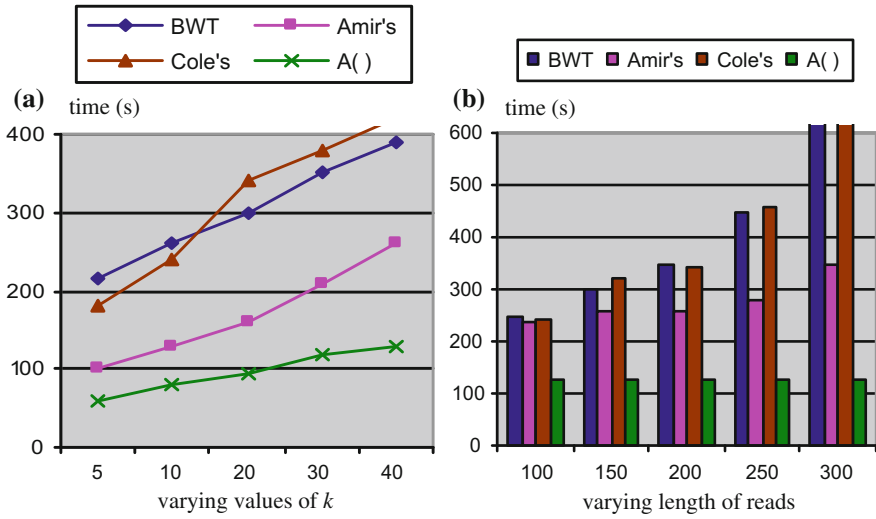 BWT Amir's
Cole's A( )
(a) time (s)
400
300
200
100
0
5 10 20 30 40
varying values of k
BWT Amir's Cole's A( )
(b) time (s)
600
500
400
300
200
100
0
100 150 200 250 300
varying length of reads